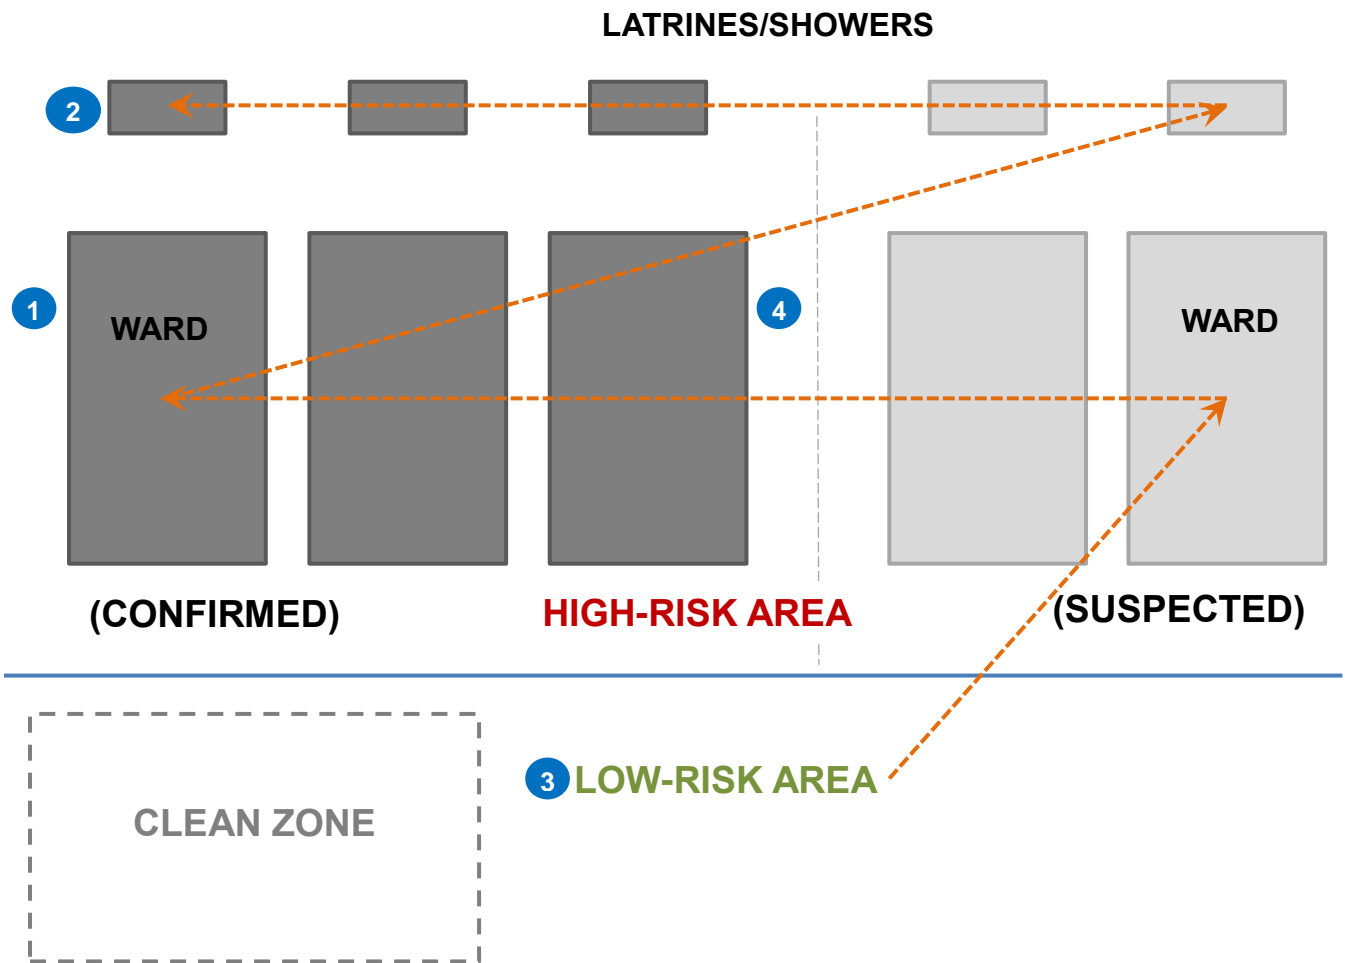 LATRINES/SHOWERS
2
1
WARD
4
WARD
(CONFIRMED)
HIGH-RISK AREA
(SUSPECTED)
3 LOW-RISK AREA
CLEAN ZONE